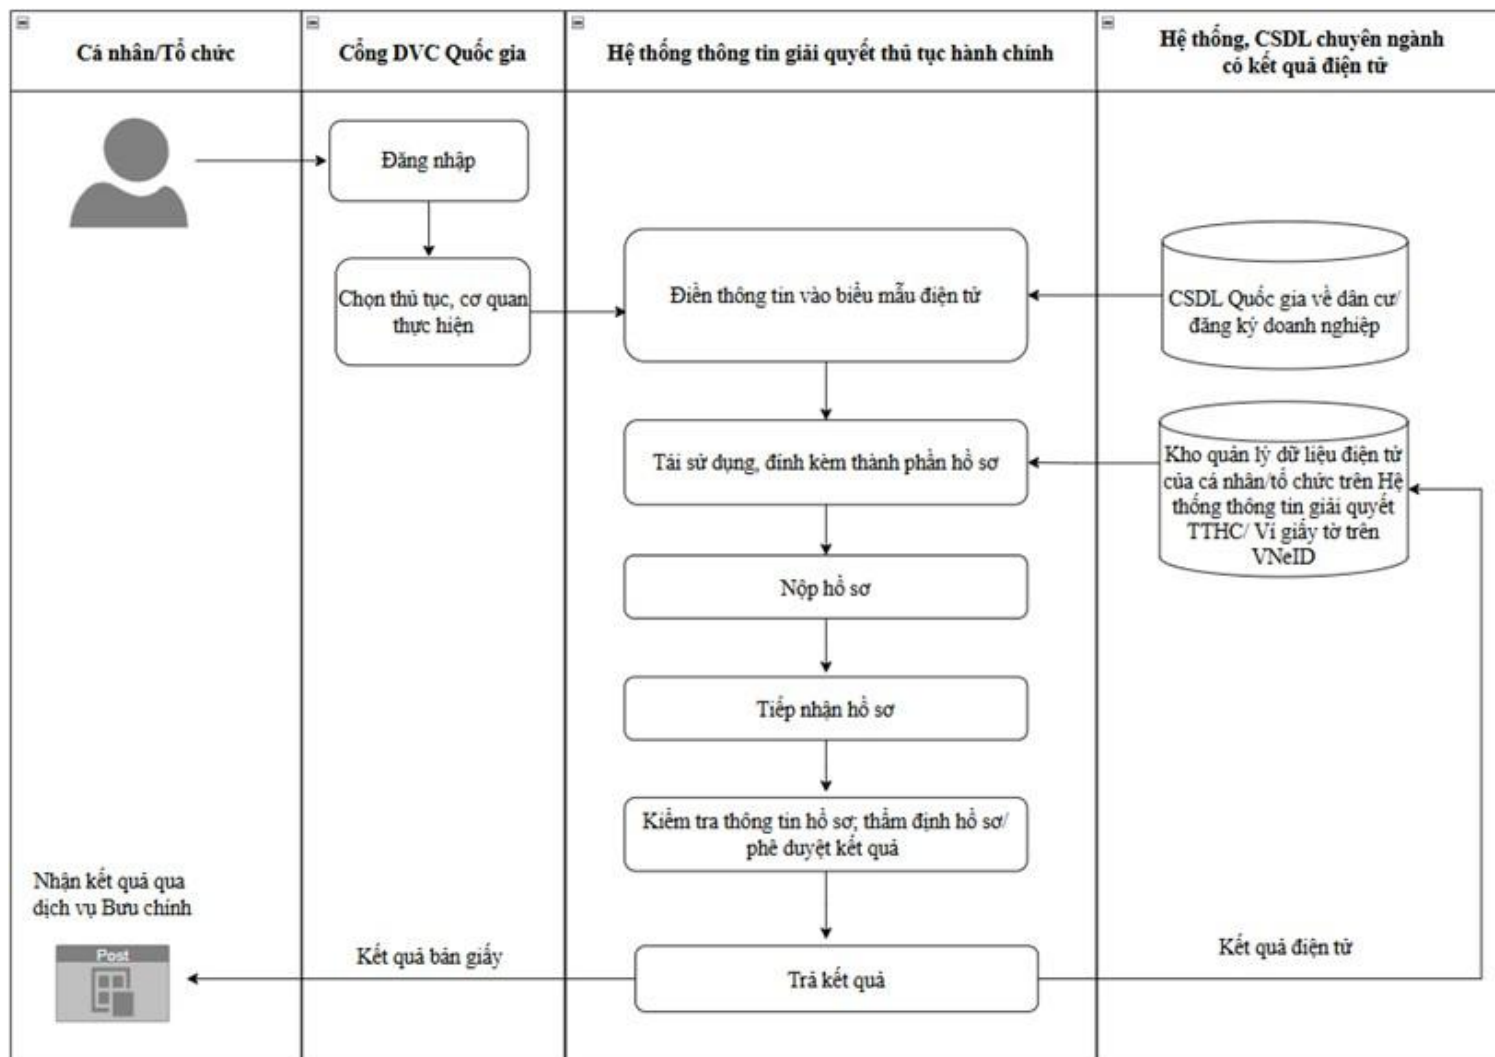 Cá nhân/Tổ chức
Cổng DVC Quốc gia
Hệ thống thông tin giải quyết thủ tục hành chính
Hệ thống, CSDL chuyên ngành
có kết quả điện tử
Đăng nhập
Chọn thủ tục, cơ quan
thực hiện
Điền thông tin vào biểu mẫu điện tử
CSDL Quốc gia về dân cư/
đăng ký doanh nghiệp
Tái sử dụng, đính kèm thành phần hồ sơ
Kho quản lý dữ liệu điện tử
của cá nhân/tổ chức trên Hệ
thống thông tin giải quyết
TTHC/ Ví giấy tờ trên
VNeID
Nộp hồ sơ
Tiếp nhận hồ sơ
Kiểm tra thông tin hồ sơ; thẩm định hồ sơ/
phê duyệt kết quả
Nhận kết quả qua
dịch vụ Bưu chính
Post
Kết quả bản giấy
Trả kết quả
Kết quả điện tử